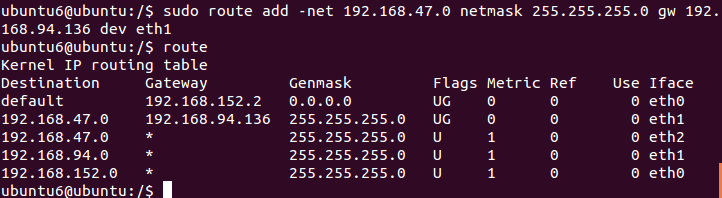 ubuntu6@ubuntu:/$ sudo route add -net 192.168.47.0 netmask 255.255.255.0 gw 192.
168.94.136 dev eth1
ubuntu6@ubuntu:/$ route
Kernel IP routing table
Destination     Gateway         Genmask         Flags Metric Ref    Use Iface
default         192.168.152.2   0.0.0.0         UG    0      0        0 eth0
192.168.47.0    192.168.94.136  255.255.255.0   UG    0      0        0 eth1
192.168.47.0    *               255.255.255.0   U     1      0        0 eth2
192.168.94.0    *               255.255.255.0   U     1      0        0 eth1
192.168.152.0   *               255.255.255.0   U     1      0        0 eth0
ubuntu6@ubuntu:/$